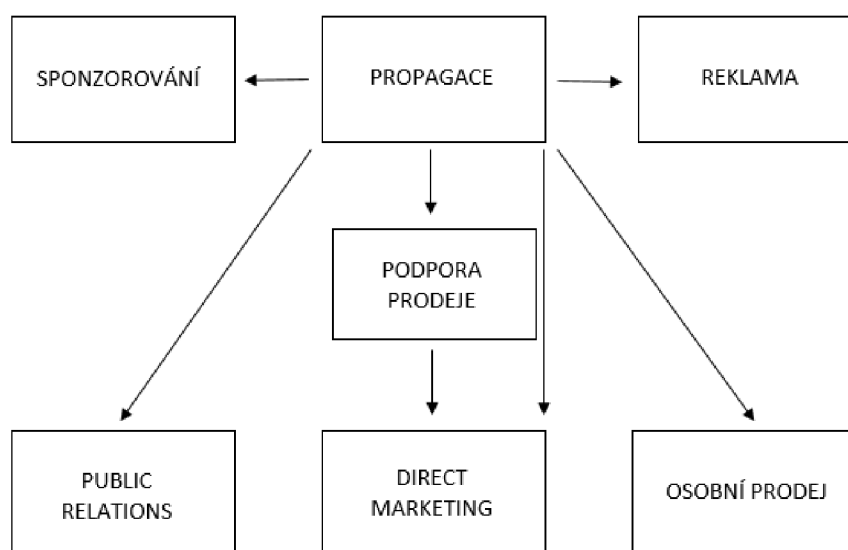 SPONZOROVÁNÍ
PROPAGACE
REKLAMA
PODPORA
PRODEJE
PUBLIC
RELATIONS
DIRECT
MARKETING
OSOBNÍ PRODEJ